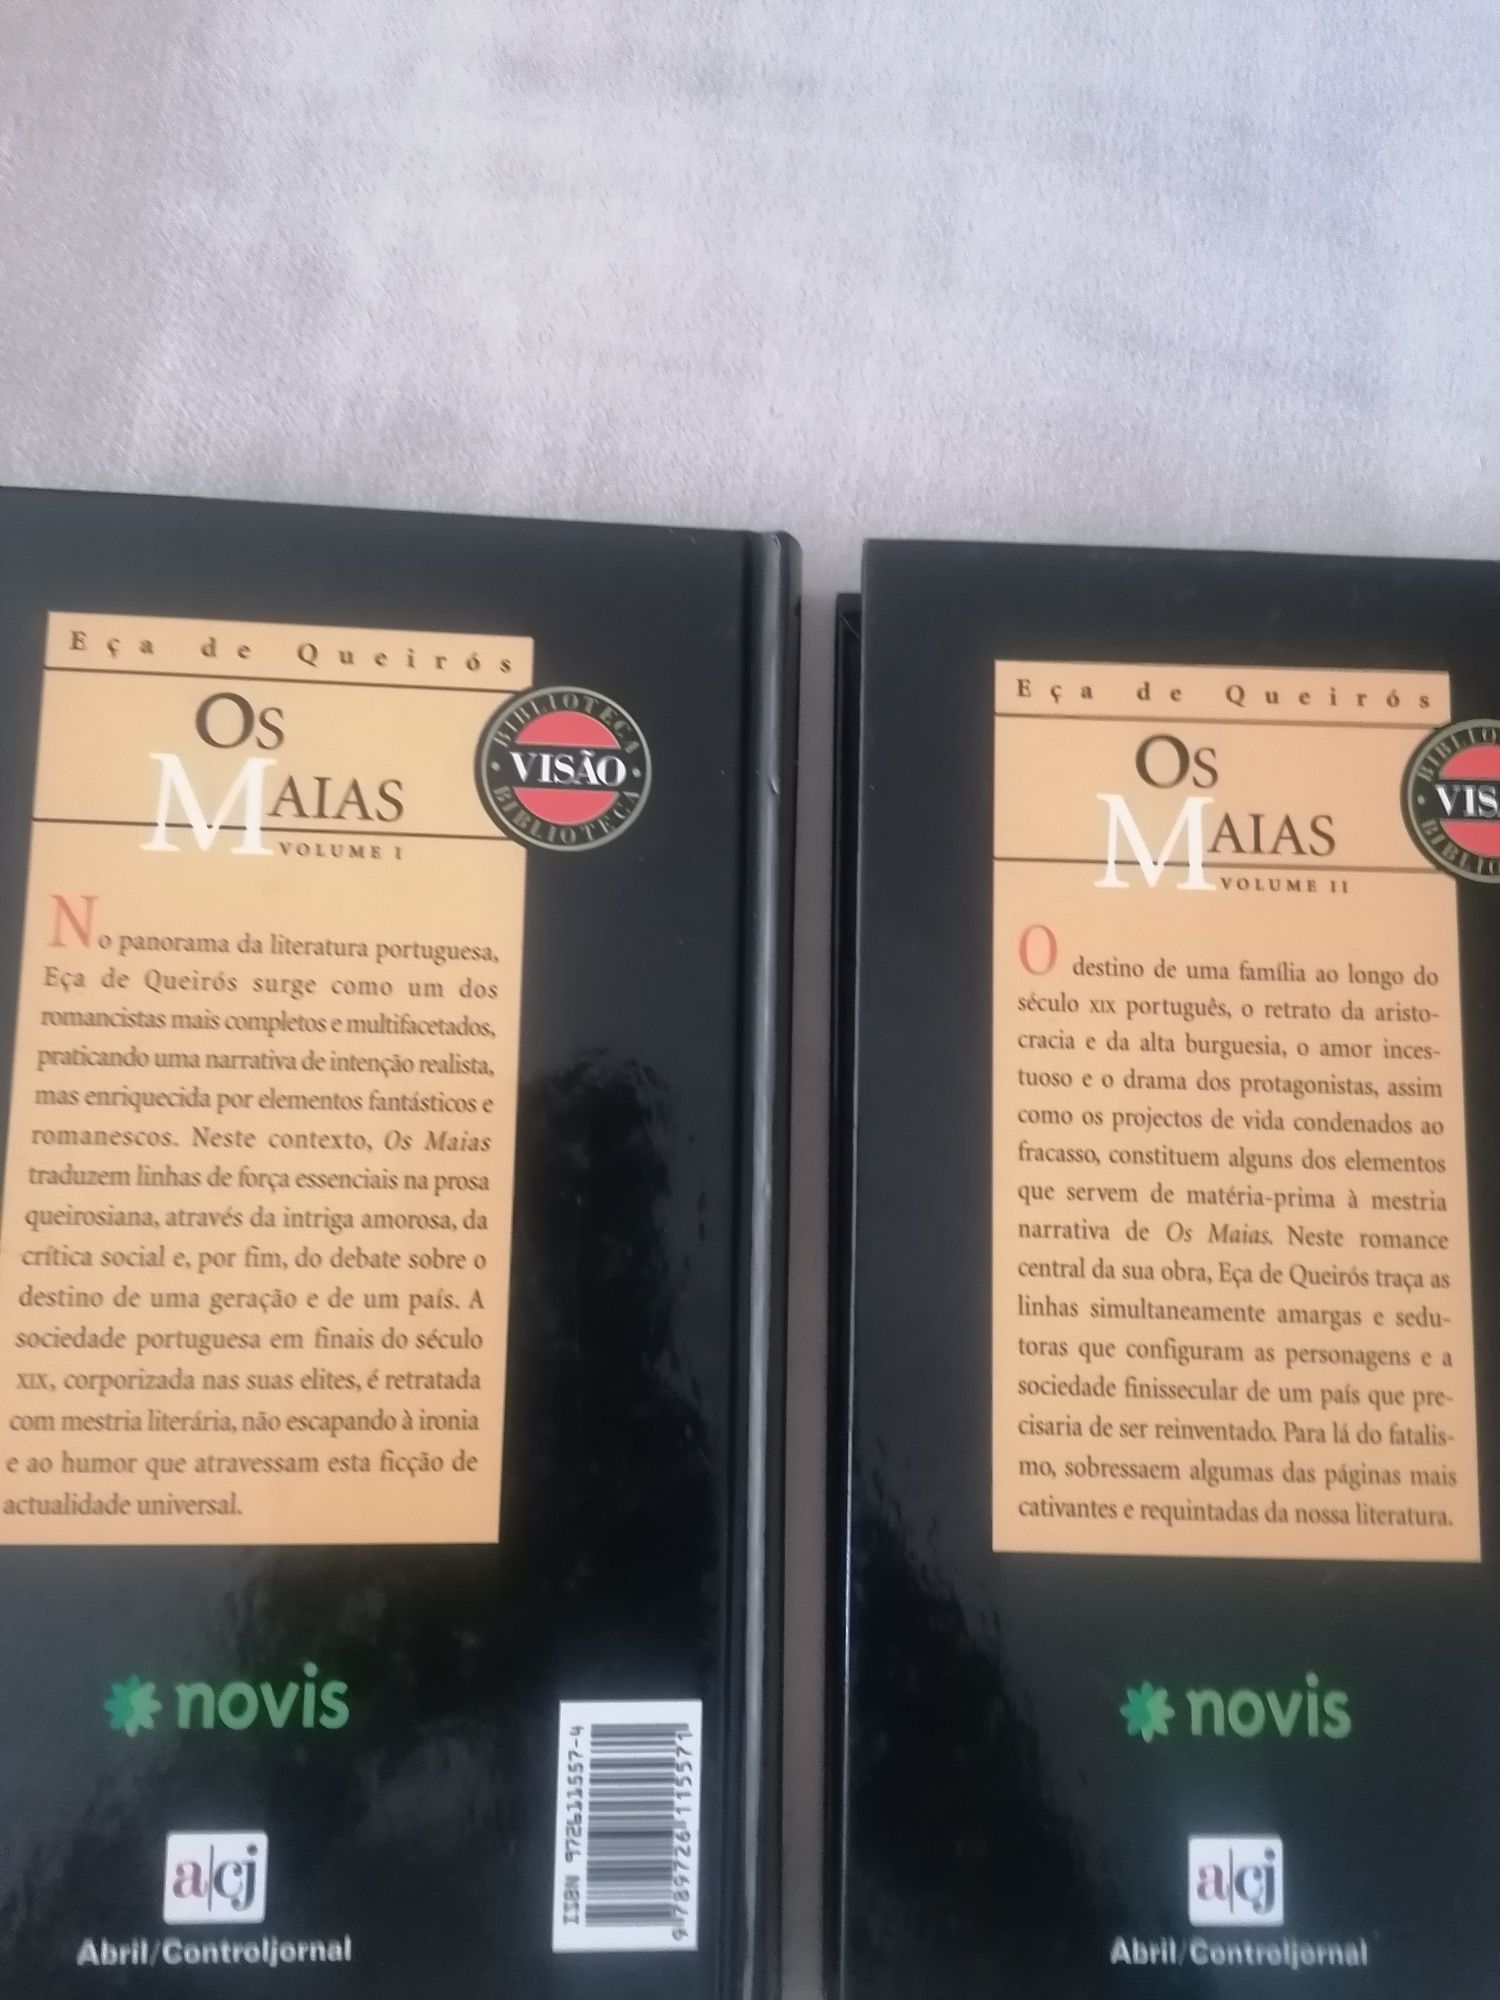 Eça de Queirós
OS
MAIAS
VOLUME I
BIBLIOTECA
VISÃO
BIBLIOTECA
No panorama da literatura portuguesa,
Eça de Queirós surge como um dos
romancistas mais completos e multifacetados,
praticando uma narrativa de intenção realista,
mas enriquecida por elementos fantásticos e
romanescos. Neste contexto, Os Maias
traduzem linhas de força essenciais na prosa
queirosiana, através da intriga amorosa, da
crítica social e, por fim, do debate sobre o
destino de uma geração e de um país. A
sociedade portuguesa em finais do século
XIX, corporizada nas suas elites, é retratada
com mestria literária, não escapando à ironia
e ao humor que atravessam esta ficção de
actualidade universal.
novis
a|cj
Abril/Controljornal
ISBN 972611557-4
9 789726 115571
Eça de Queirós
OS
MAIAS
VOLUME II
BIBLIO
VIS
BIBLIO
O destino de uma família ao longo do
século XIX português, o retrato da aristo-
cracia e da alta burguesia, o amor inces-
tuoso e o drama dos protagonistas, assim
como os projectos de vida condenados ao
fracasso, constituem alguns dos elementos
que servem de matéria-prima à mestria
narrativa de Os Maias. Neste romance
central da sua obra, Eça de Queirós traça as
linhas simultaneamente amargas e sedu-
toras que configuram as personagens e a
sociedade finissecular de um país que pre-
cisaria de ser reinventado. Para lá do fatalis-
mo, sobressaem algumas das páginas mais
cativantes e requintadas da nossa literatura.
novis
a|cj
Abril/Controljornal